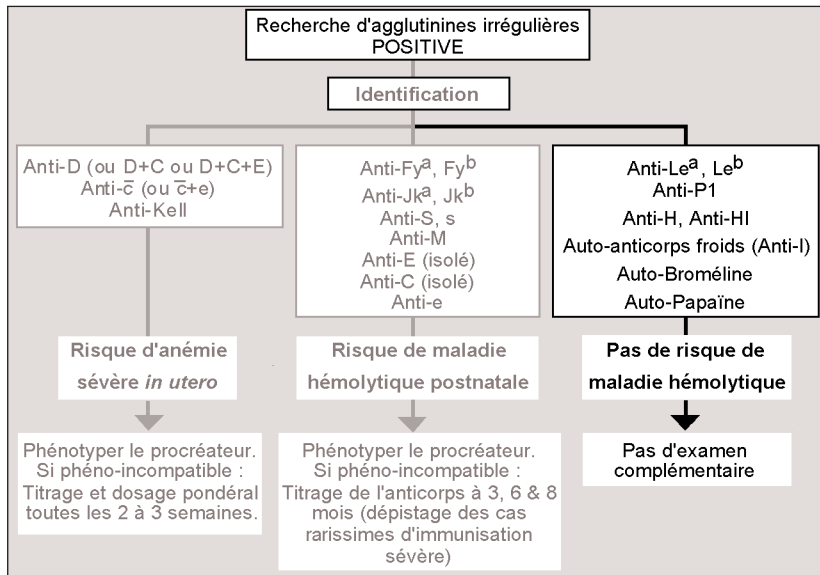 Recherche d'agglutinines irrégulières
POSITIVE
Identification
Anti-D (ou D+C ou D+C+E)
Anti-c̅ (ou c̅+e)
Anti-Kell
Risque d'anémie
sévère in utero
Phénotyper le procréateur.
Si phéno-incompatible :
Titrage et dosage pondéral
toutes les 2 à 3 semaines.
Anti-Fyᵃ, Fyᵇ
Anti-Jkᵃ, Jkᵇ
Anti-S, s
Anti-M
Anti-E (isolé)
Anti-C (isolé)
Anti-e
Risque de maladie
hémolytique postnatale
Phénotyper le procréateur.
Si phéno-incompatible :
Titrage de l'anticorps à 3, 6 & 8
mois (dépistage des cas
rarissimes d'immunisation
sévère)
Anti-Leᵃ, Leᵇ
Anti-P1
Anti-H, Anti-HI
Auto-anticorps froids (Anti-I)
Auto-Broméline
Auto-Papaïne
Pas de risque de
maladie hémolytique
Pas d'examen
complémentaire